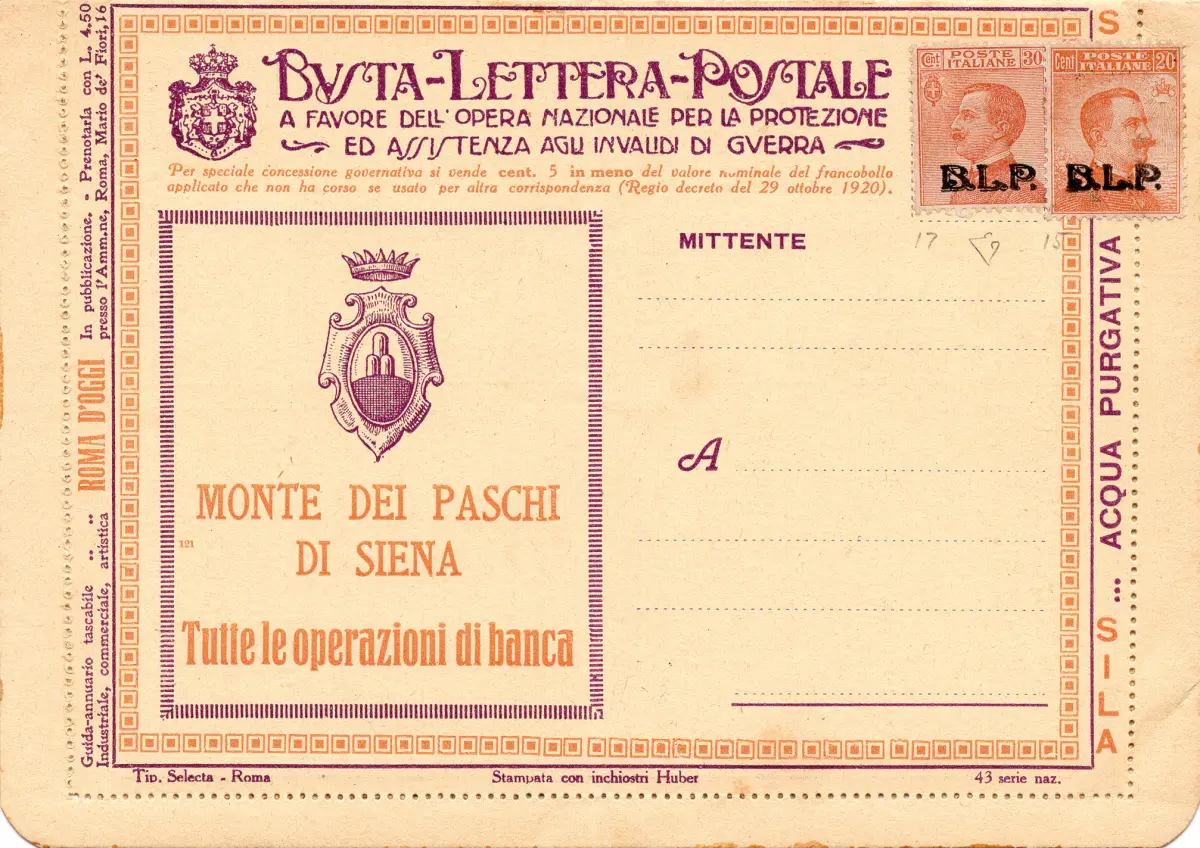 BUSTA-LETTERA-POSTALE
A FAVORE DELL'OPERA NAZIONALE PER LA PROTEZIONE
ED ASSISTENZA AGLI INVALIDI DI GUERRA
Per speciale concessione governativa si vende cent. 5 in meno del valore nominale del francobollo
applicato che non ha corso se usato per altra corrispondenza (Regio decreto del 29 ottobre 1920).
Cent POSTE ITALIANE 30
B.L.P.
Cent POSTE ITALIANE 20
B.L.P.
17 15
MITTENTE
A
MONTE DEI PASCHI
DI SIENA
121
Tutte le operazioni di banca
Guida-annuario tascabile .. .. ROMA D'OGGI In pubblicazione. - Prenotarla con L. 4,50
Industriale, commerciale, artistica presso l'Amm.ne, Roma, Mario de' Fiori, 16
S
SILA
... ACQUA PURGATIVA
Tip. Selecta - Roma
Stampata con inchiostri Huber
43 serie naz.